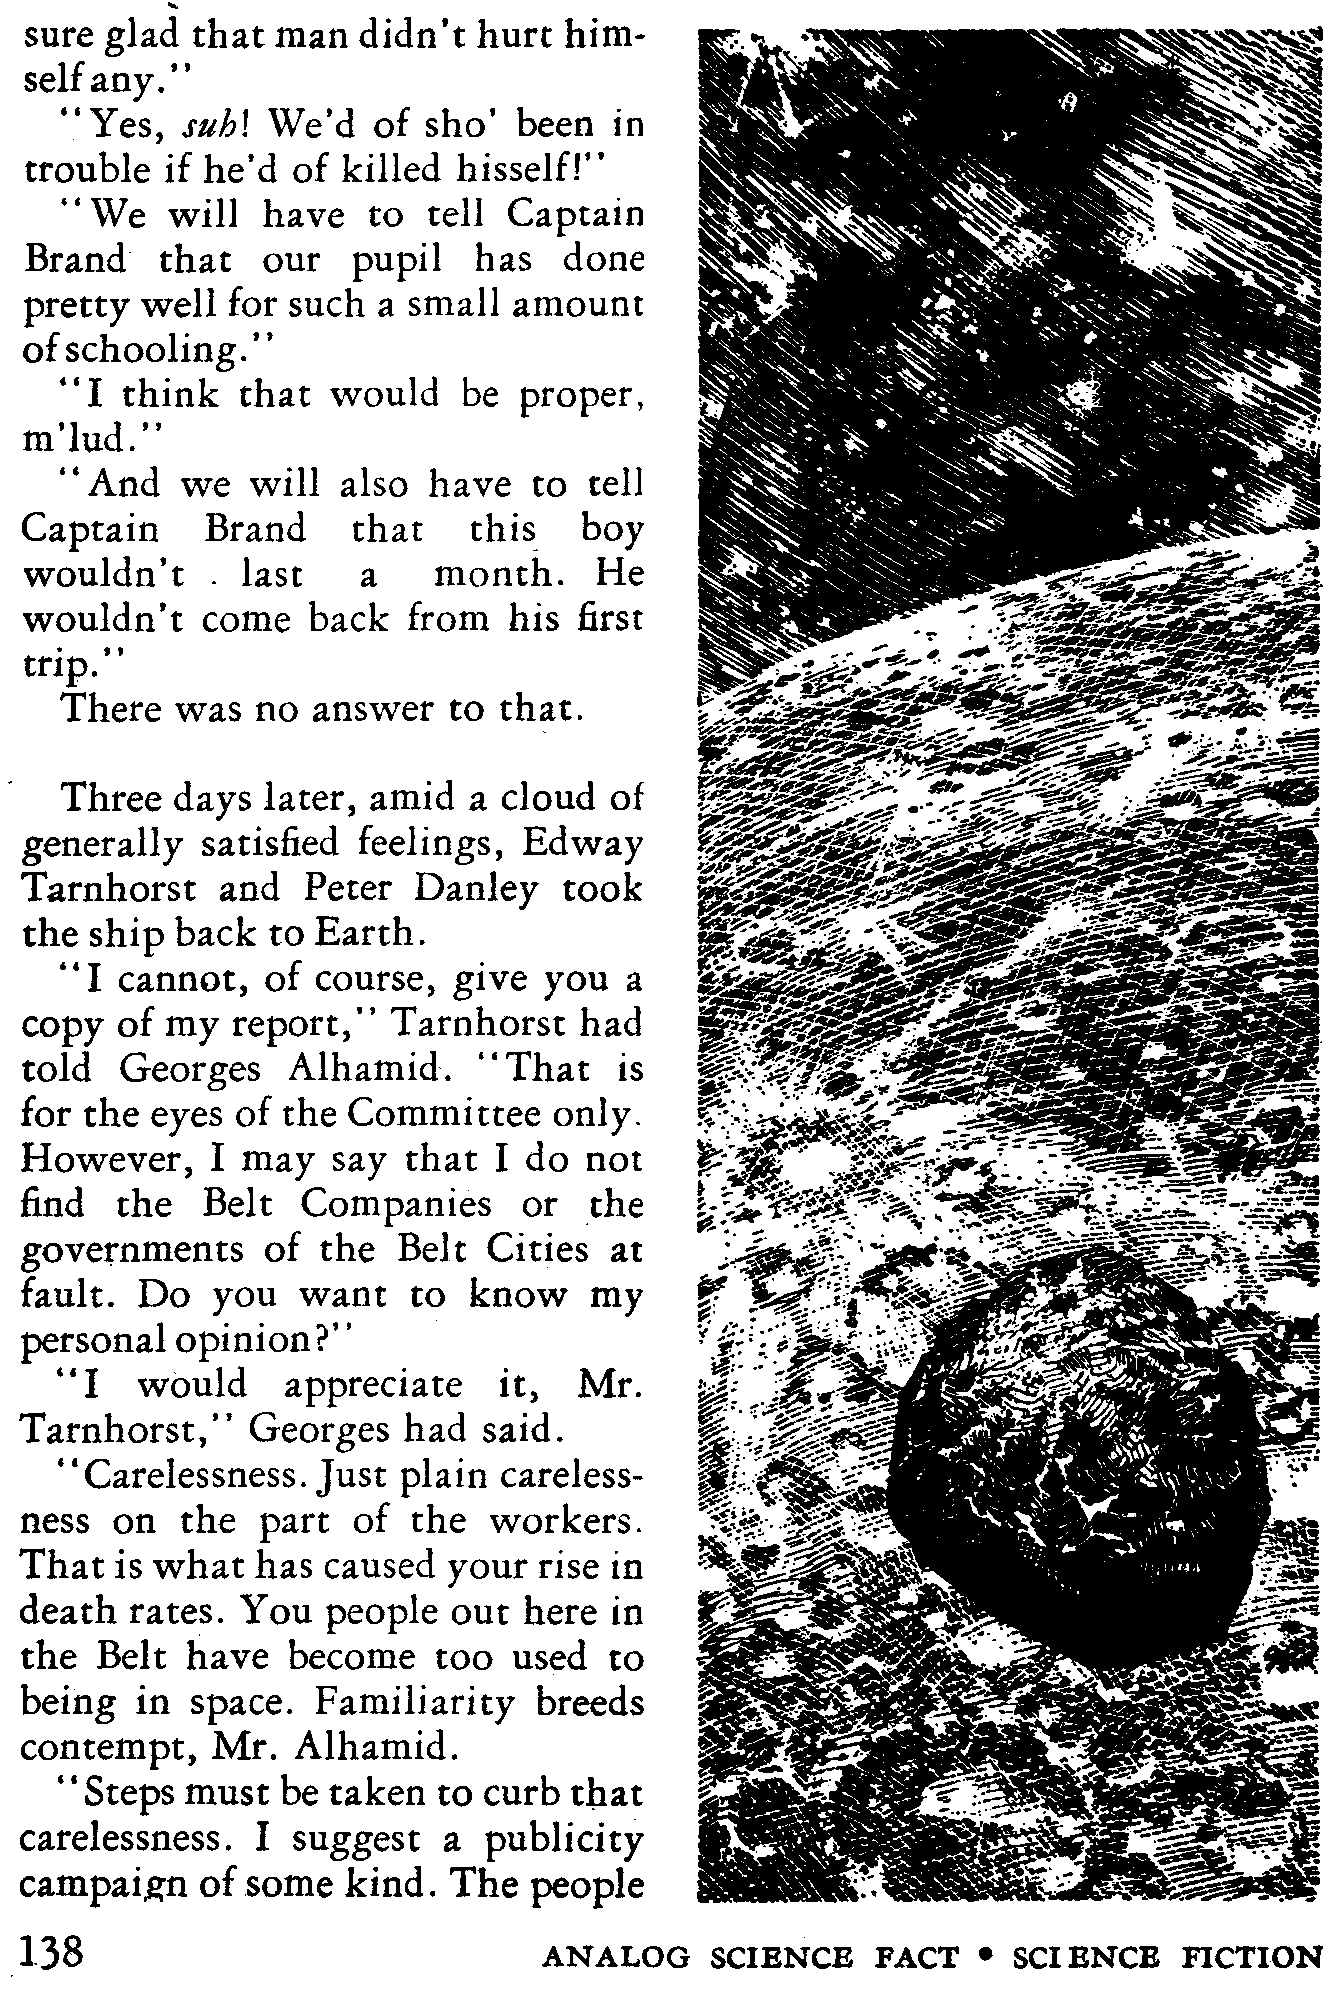 sure glad that man didn't hurt him-
self any."
"Yes, suh! We'd of sho' been in
trouble if he'd of killed hisself!"
"We will have to tell Captain
Brand that our pupil has done
pretty well for such a small amount
of schooling."
"I think that would be proper,
m'lud."
"And we will also have to tell
Captain Brand that this boy
wouldn't last a month. He
wouldn't come back from his first
trip."
There was no answer to that.
Three days later, amid a cloud of
generally satisfied feelings, Edway
Tarnhorst and Peter Danley took
the ship back to Earth.
"I cannot, of course, give you a
copy of my report," Tarnhorst had
told Georges Alhamid. "That is
for the eyes of the Committee only.
However, I may say that I do not
find the Belt Companies or the
governments of the Belt Cities at
fault. Do you want to know my
personal opinion?"
"I would appreciate it, Mr.
Tarnhorst," Georges had said.
"Carelessness. Just plain careless-
ness on the part of the workers.
That is what has caused your rise in
death rates. You people out here in
the Belt have become too used to
being in space. Familiarity breeds
contempt, Mr. Alhamid.
"Steps must be taken to curb that
carelessness. I suggest a publicity
campaign of some kind. The people
138
ANALOG SCIENCE FACT • SCIENCE FICTION